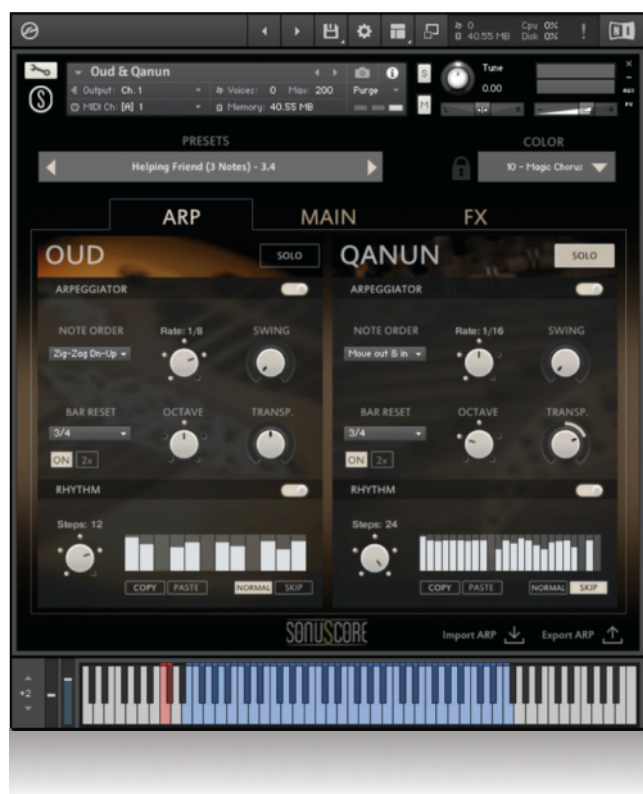 0 Cpu 0%
40.55 MB Disk 0% !
Oud & Qanun
Output: Ch. 1 Voices: 0 Max: 200 Purge
MIDI Ch: [A] 1 Memory: 40.55 MB
S
M
Tune
0.00
L R
AUX
PV
PRESETS COLOR
Helping Friend (3 Notes) - 3.4 10 - Magic Chorus
ARP MAIN FX
OUD SOLO QANUN SOLO
ARPEGGIATOR ARPEGGIATOR
NOTE ORDER Rate: 1/8 SWING NOTE ORDER Rate: 1/16 SWING
Zig-Zag Dn-Up Move out & in
BAR RESET OCTAVE TRANSP. BAR RESET OCTAVE TRANSP.
3/4 3/4
ON 2x ON 2x
RHYTHM RHYTHM
Steps: 12 Steps: 24
COPY PASTE NORMAL SKIP COPY PASTE NORMAL SKIP
SONUSCORE Import ARP Export ARP
+2